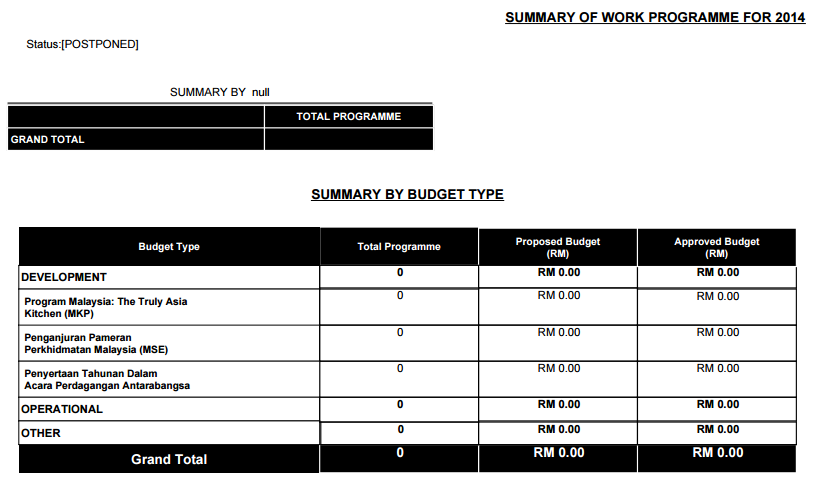 SUMMARY OF WORK PROGRAMME FOR 2014
Status:[POSTPONED]
SUMMARY BY null
TOTAL PROGRAMME
GRAND TOTAL
SUMMARY BY BUDGET TYPE
Budget Type Total Programme Proposed Budget (RM) Approved Budget (RM)
DEVELOPMENT 0 RM 0.00 RM 0.00
Program Malaysia: The Truly Asia 0 RM 0.00 RM 0.00
Kitchen (MKP)
Penganjuran Pameran 0 RM 0.00 RM 0.00
Perkhidmatan Malaysia (MSE)
Penyertaan Tahunan Dalam 0 RM 0.00 RM 0.00
Acara Perdagangan Antarabangsa
OPERATIONAL 0 RM 0.00 RM 0.00
OTHER 0 RM 0.00 RM 0.00
Grand Total 0 RM 0.00 RM 0.00